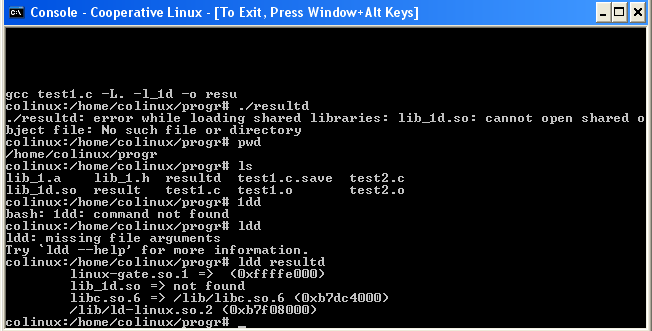 Console - Cooperative Linux - [To Exit, Press Window+Alt Keys]
gcc test1.c -L. -l_1d -o resu
colinux:/home/colinux/progr# ./resultd
./resultd: error while loading shared libraries: lib_1d.so: cannot open shared o
bject file: No such file or directory
colinux:/home/colinux/progr# pwd
/home/colinux/progr
colinux:/home/colinux/progr# ls
lib_1.a lib_1.h resultd test1.c.save test2.c
lib_1d.so result test1.c test1.o test2.o
colinux:/home/colinux/progr# 1dd
bash: 1dd: command not found
colinux:/home/colinux/progr# ldd
ldd: missing file arguments
Try `ldd --help' for more information.
colinux:/home/colinux/progr# ldd resultd
linux-gate.so.1 => (0xffffe000)
lib_1d.so => not found
libc.so.6 => /lib/libc.so.6 (0xb7dc4000)
/lib/ld-linux.so.2 (0xb7f08000)
colinux:/home/colinux/progr# _